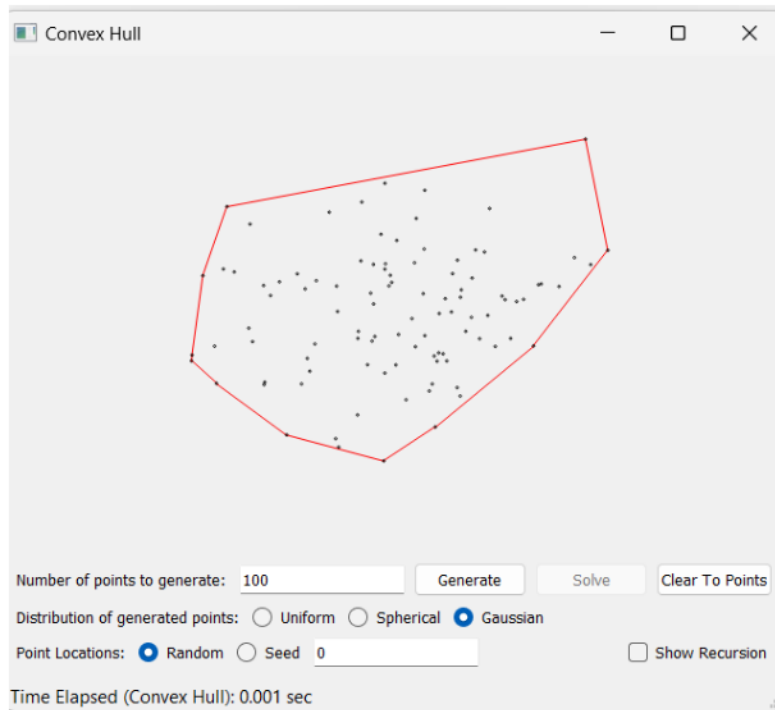 Convex Hull
Number of points to generate: 100 Generate Solve Clear To Points
Distribution of generated points: Uniform Spherical Gaussian
Point Locations: Random Seed 0 Show Recursion
Time Elapsed (Convex Hull): 0.001 sec